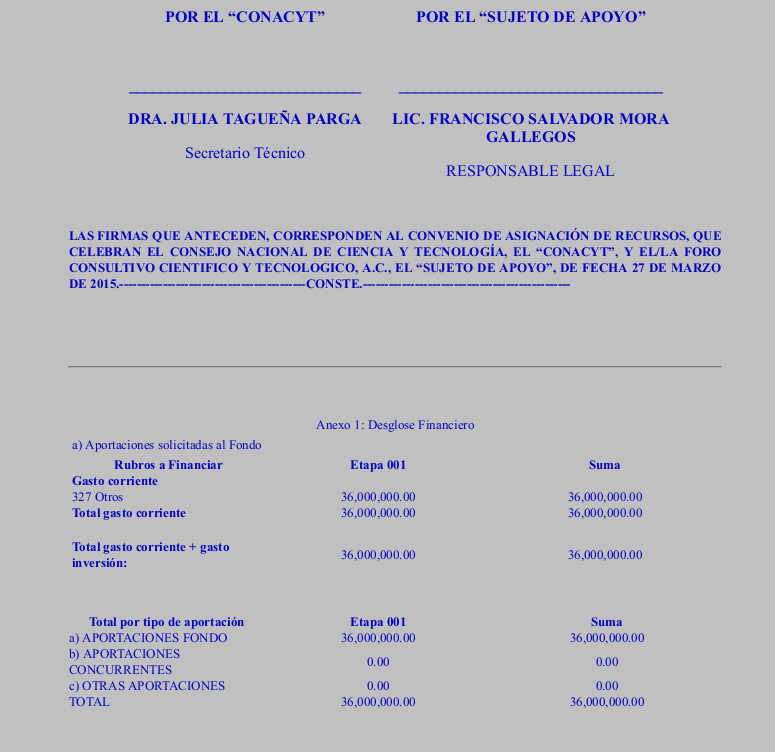 POR EL “CONACYT” POR EL “SUJETO DE APOYO”
_____________________________ _________________________________
DRA. JULIA TAGUEÑA PARGA LIC. FRANCISCO SALVADOR MORA
GALLEGOS
Secretario Técnico
RESPONSABLE LEGAL
LAS FIRMAS QUE ANTECEDEN, CORRESPONDEN AL CONVENIO DE ASIGNACIÓN DE RECURSOS, QUE
CELEBRAN EL CONSEJO NACIONAL DE CIENCIA Y TECNOLOGÍA, EL “CONACYT”, Y EL/LA FORO
CONSULTIVO CIENTIFICO Y TECNOLOGICO, A.C., EL “SUJETO DE APOYO”, DE FECHA 27 DE MARZO
DE 2015.-------------------------------------------CONSTE.------------------------------------------------
Anexo 1: Desglose Financiero
a) Aportaciones solicitadas al Fondo
Rubros a Financiar Etapa 001 Suma
Gasto corriente
327 Otros 36,000,000.00 36,000,000.00
Total gasto corriente 36,000,000.00 36,000,000.00
Total gasto corriente + gasto
inversión: 36,000,000.00 36,000,000.00
Total por tipo de aportación Etapa 001 Suma
a) APORTACIONES FONDO 36,000,000.00 36,000,000.00
b) APORTACIONES
CONCURRENTES 0.00 0.00
c) OTRAS APORTACIONES 0.00 0.00
TOTAL 36,000,000.00 36,000,000.00